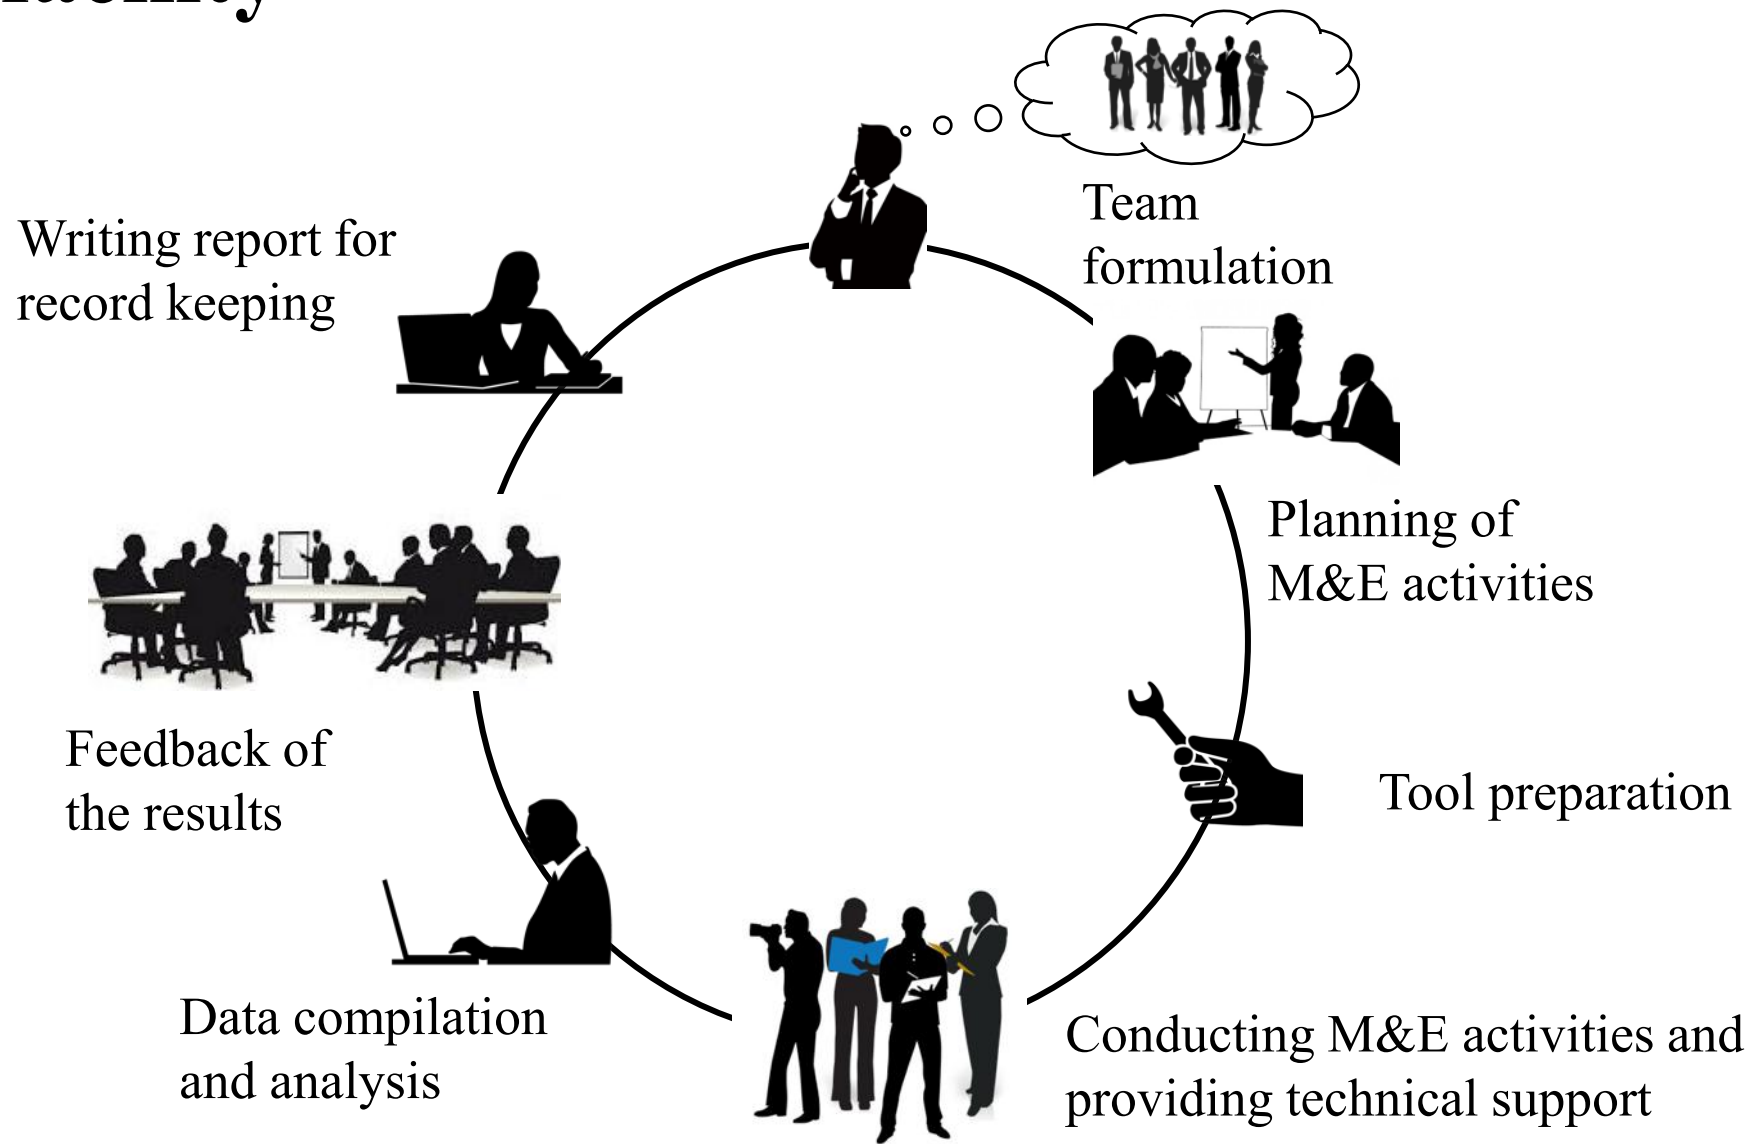 Team
formulation
Planning of
M&E activities
Tool preparation
Conducting M&E activities and
providing technical support
Data compilation
and analysis
Feedback of
the results
Writing report for
record keeping